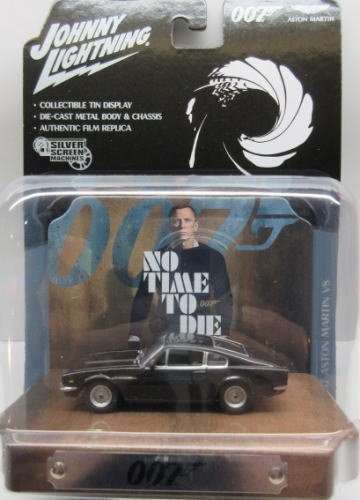 JOHNNY
LIGHTNING
007
ASTON MARTIN
• COLLECTIBLE TIN DISPLAY
• DIE-CAST METAL BODY & CHASSIS
• AUTHENTIC FILM REPLICA
SILVER
SCREEN
MACHINES
007
NO
TIME
TO
DIE
007
ASTON MARTIN V8
007